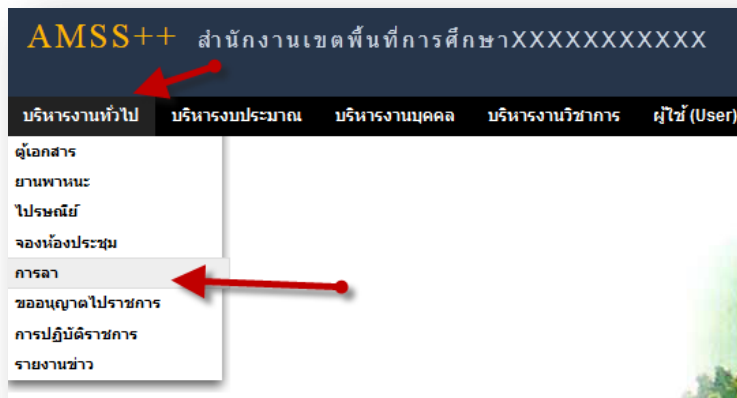 AMSS++ สำนักงานเขตพื้นที่การศึกษาXXXXXXXXXXX
บริหารงานทั่วไป บริหารงบประมาณ บริหารงานบุคคล บริหารงานวิชาการ ผู้ใช้ (User)
ตู้เอกสาร
ยานพาหนะ
ไปรษณีย์
จองห้องประชุม
การลา
ขออนุญาตไปราชการ
การปฏิบัติราชการ
รายงานข่าว